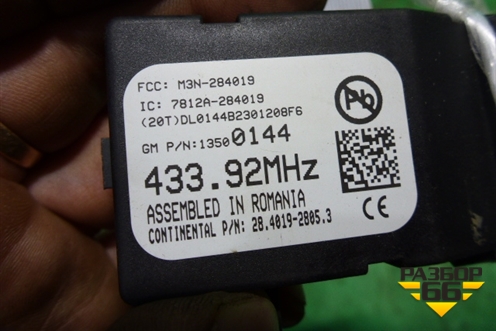 FCC: M3N-284019
IC: 7812A-284019
(20T)DL0144B2301208F6
GM P/N:13500144
433.92MHz
ASSEMBLED IN ROMANIA
CONTINENTAL P/N: 28.4019-2805.3
Pb
CE
РАЗБОР
66